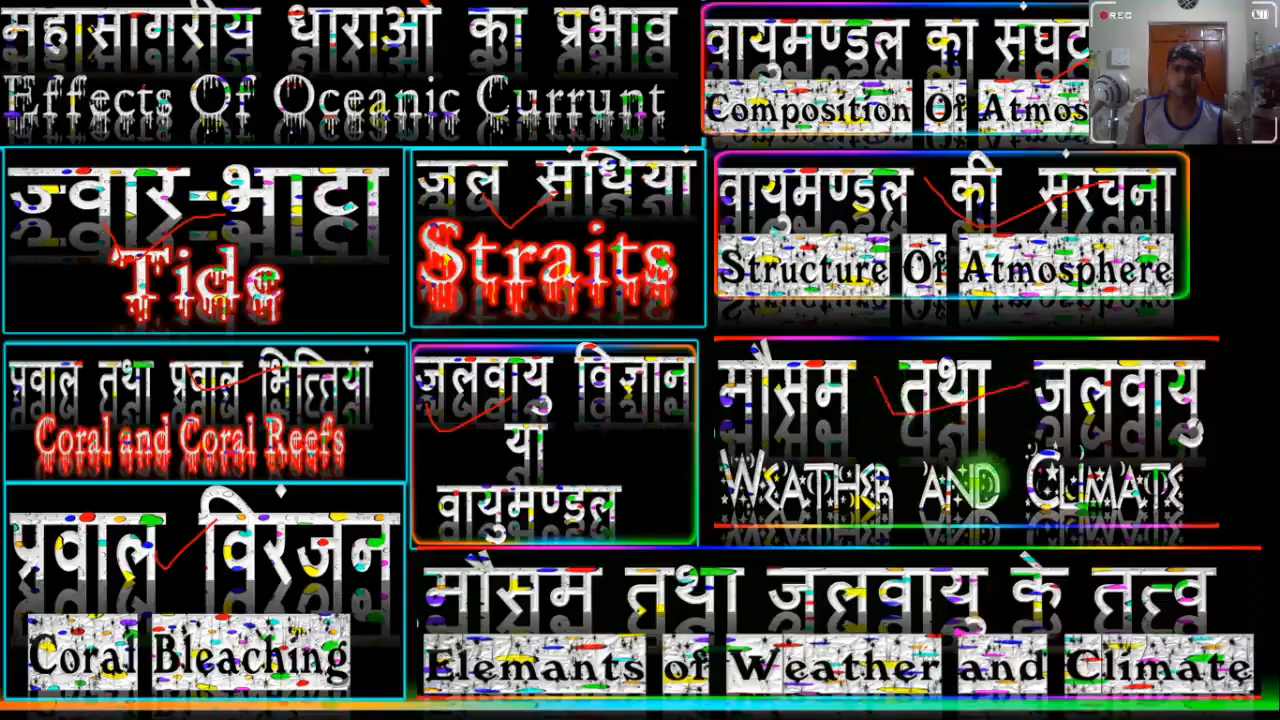 महासागरीय धाराओं का प्रभाव
Effects Of Oceanic Currunt
वायुमण्डल का संघट
Composition Of Atmos
REC
ज्वार-भाटा
Tide
जल संधियां
Straits
वायुमण्डल की संरचना
Structure Of Atmosphere
प्रवाल तथा प्रवाल भित्तियां
Coral and Coral Reefs
जलवायु विज्ञान
या
वायुमण्डल
मौसम तथा जलवायु
Weather and Climate
प्रवाल विरंजन
Coral Bleaching
मौसम तथा जलवायु के तत्व
Elemants of Weather and Climate